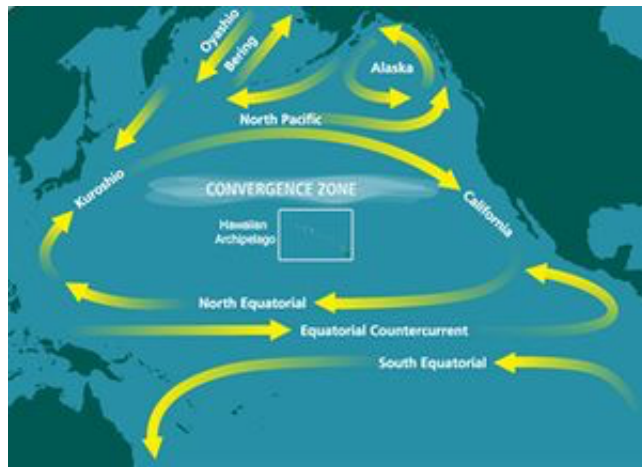 Oyashio
Bering
Alaska
North Pacific
Kuroshio
CONVERGENCE ZONE
California
Hawaiian
Archipelago
North Equatorial
Equatorial Countercurrent
South Equatorial